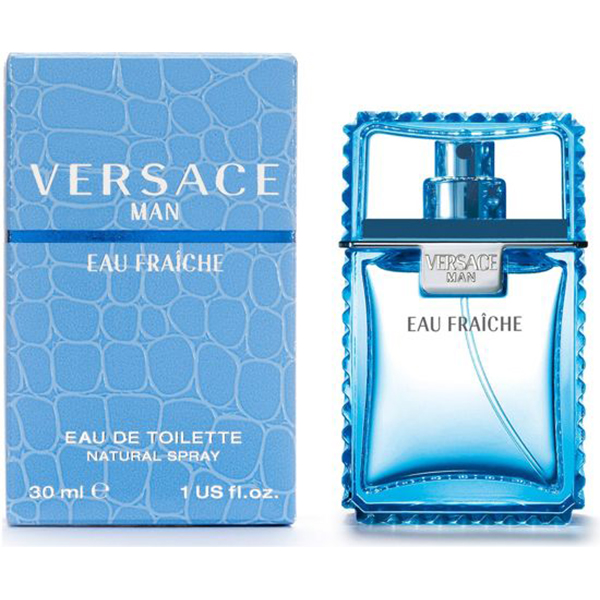 VERSACE
MAN
EAU FRAÎCHE
EAU DE TOILETTE
NATURAL SPRAY
30 ml ℮ 1 US fl.oz.
VERSACE
MAN
EAU FRAÎCHE